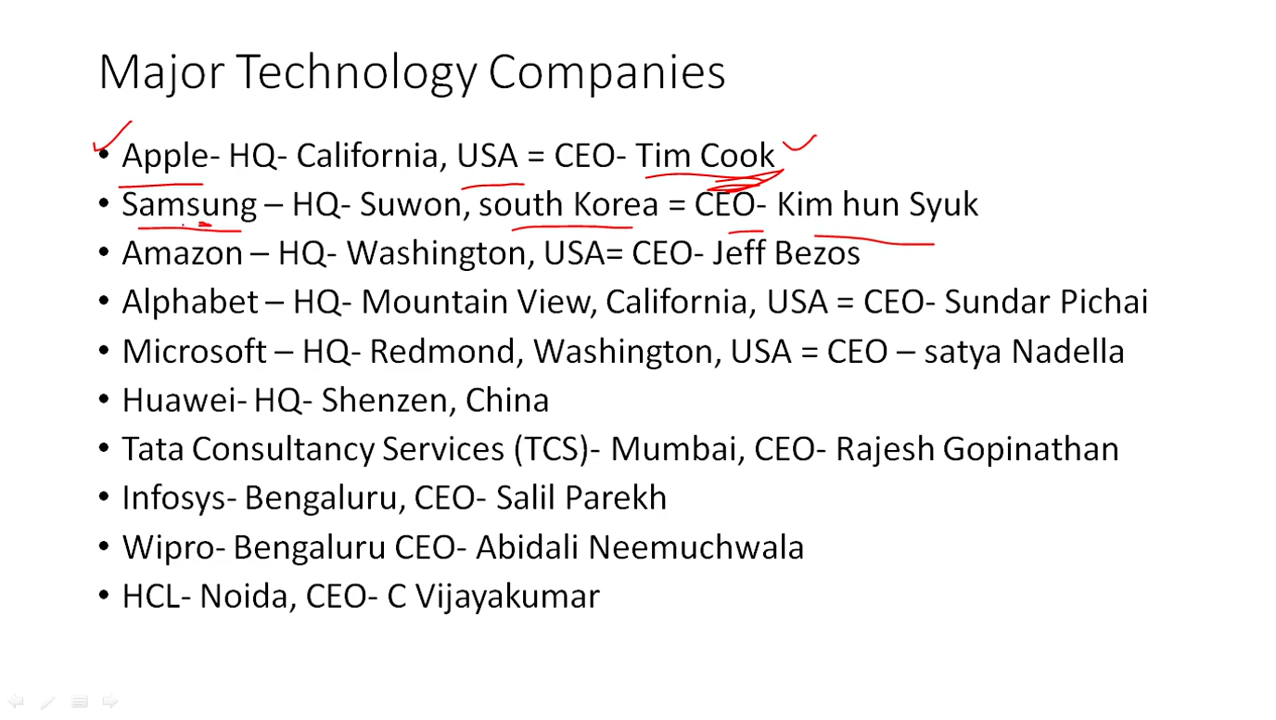 Major Technology Companies
• Apple- HQ- California, USA = CEO- Tim Cook
• Samsung – HQ- Suwon, south Korea = CEO- Kim hun Syuk
• Amazon – HQ- Washington, USA= CEO- Jeff Bezos
• Alphabet – HQ- Mountain View, California, USA = CEO- Sundar Pichai
• Microsoft – HQ- Redmond, Washington, USA = CEO – satya Nadella
• Huawei- HQ- Shenzen, China
• Tata Consultancy Services (TCS)- Mumbai, CEO- Rajesh Gopinathan
• Infosys- Bengaluru, CEO- Salil Parekh
• Wipro- Bengaluru CEO- Abidali Neemuchwala
• HCL- Noida, CEO- C Vijayakumar